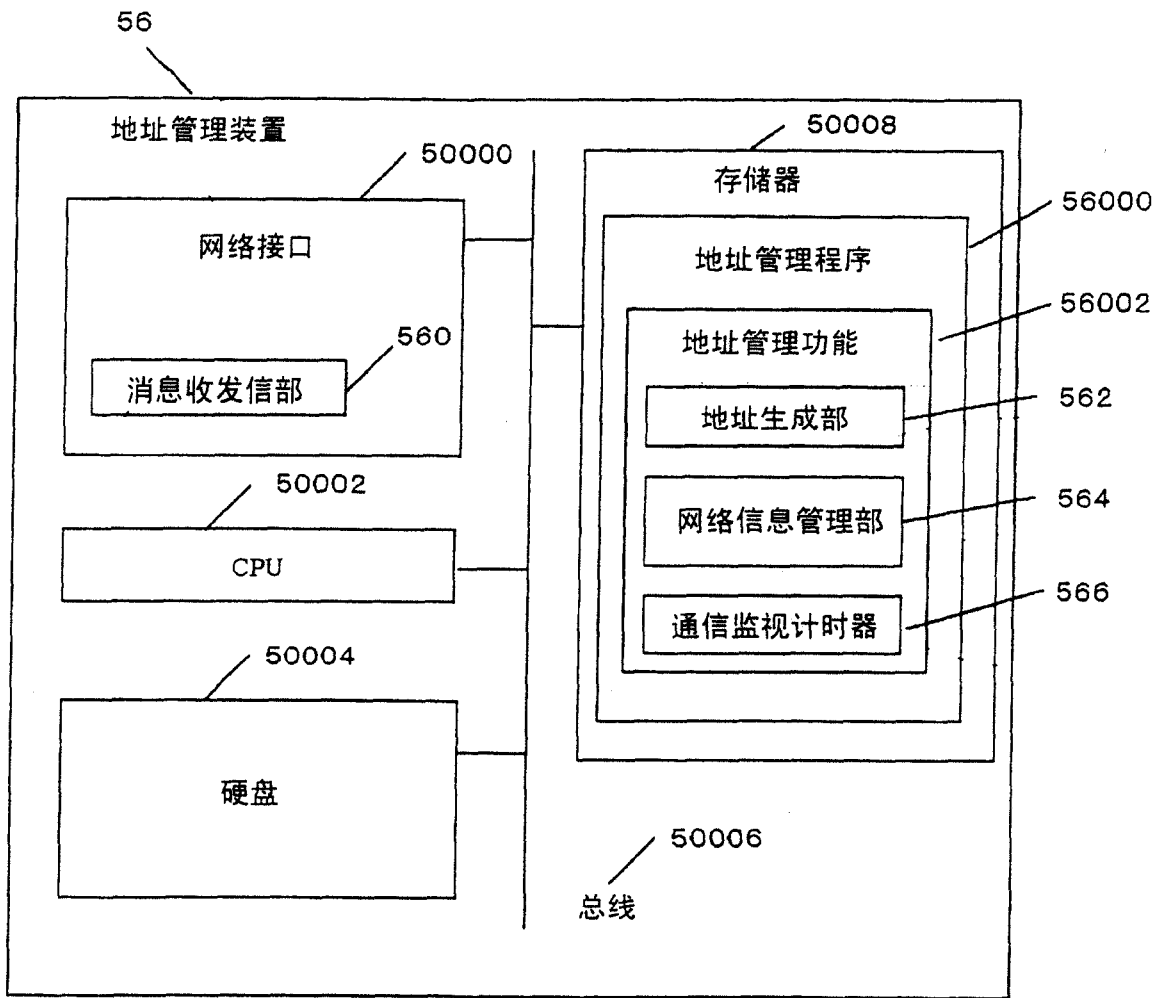 56
地址管理装置
50000
网络接口
560
消息收发信部
50002
CPU
50004
硬盘
50008
存储器
56000
地址管理程序
56002
地址管理功能
562
地址生成部
564
网络信息管理部
566
通信监视计时器
50006
总线